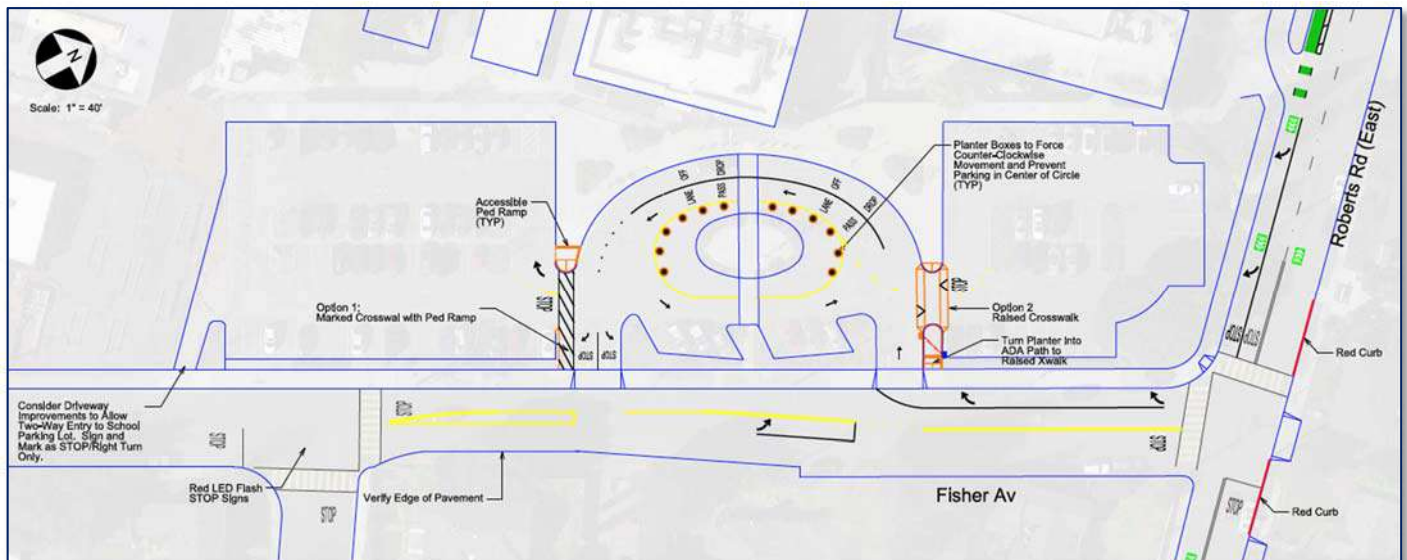 N
Scale: 1" = 40'
Roberts Rd (East)
Planter Boxes to Force
Counter-Clockwise
Movement and Prevent
Parking in Center of Circle
(TYP)
OFF
DROP
LANE
PASS
OFF
DROP
LANE
PASS
Accessible
Ped Ramp
(TYP)
Option 1:
Marked Crosswal with Ped Ramp
STOP
STOP
STOP
STOP
Option 2
Raised Crosswalk
Turn Planter Into
ADA Path to
Raised Xwalk
STOP
STOP
Red Curb
Consider Driveway
Improvements to Allow
Two-Way Entry to School
Parking Lot. Sign and
Mark as STOP/Right Turn
Only.
STOP
STOP
STOP
Red LED Flash
STOP Signs
Verify Edge of Pavement
STOP
Fisher Av
STOP
Red Curb